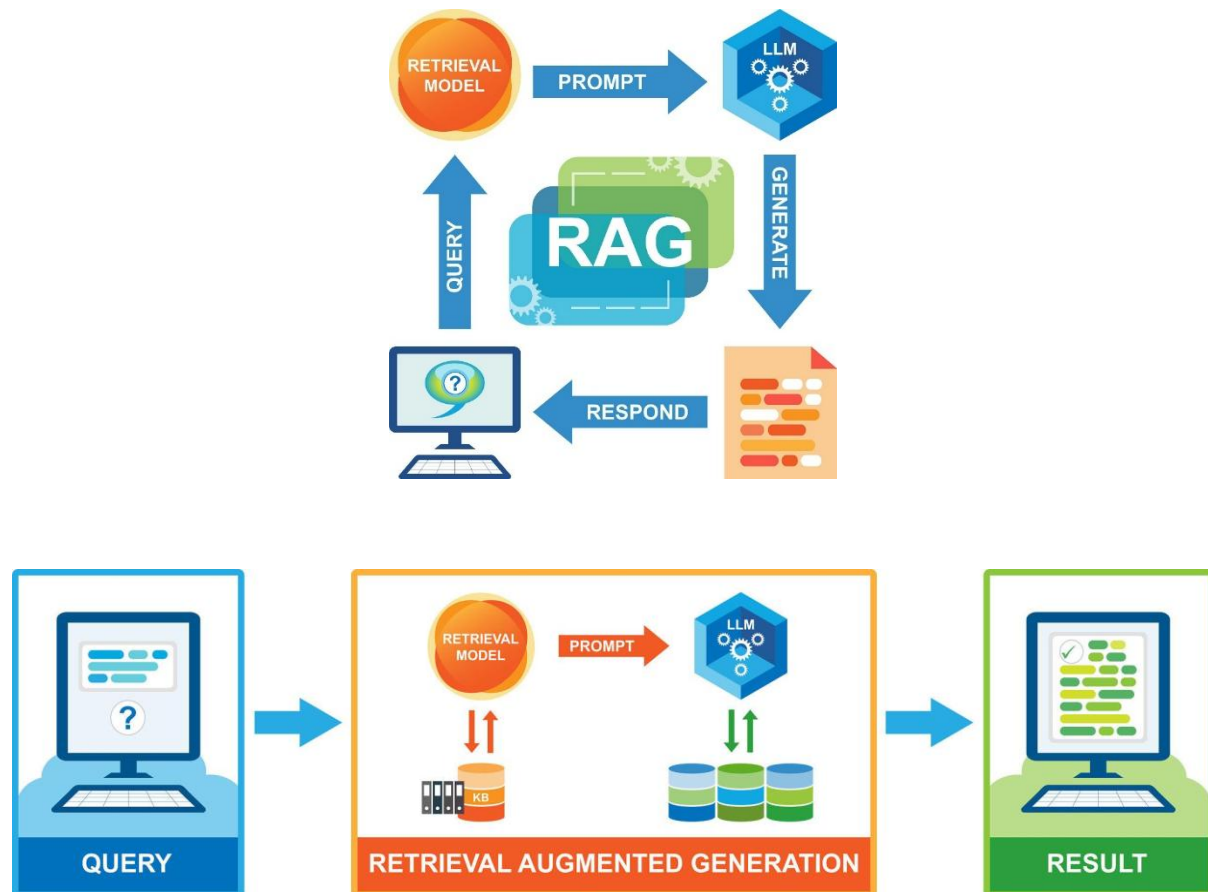 RETRIEVAL
MODEL
PROMPT
LLM
QUERY
RAG
GENERATE
?
RESPOND
RETRIEVAL
MODEL
PROMPT
LLM
?
KB
QUERY
RETRIEVAL AUGMENTED GENERATION
RESULT